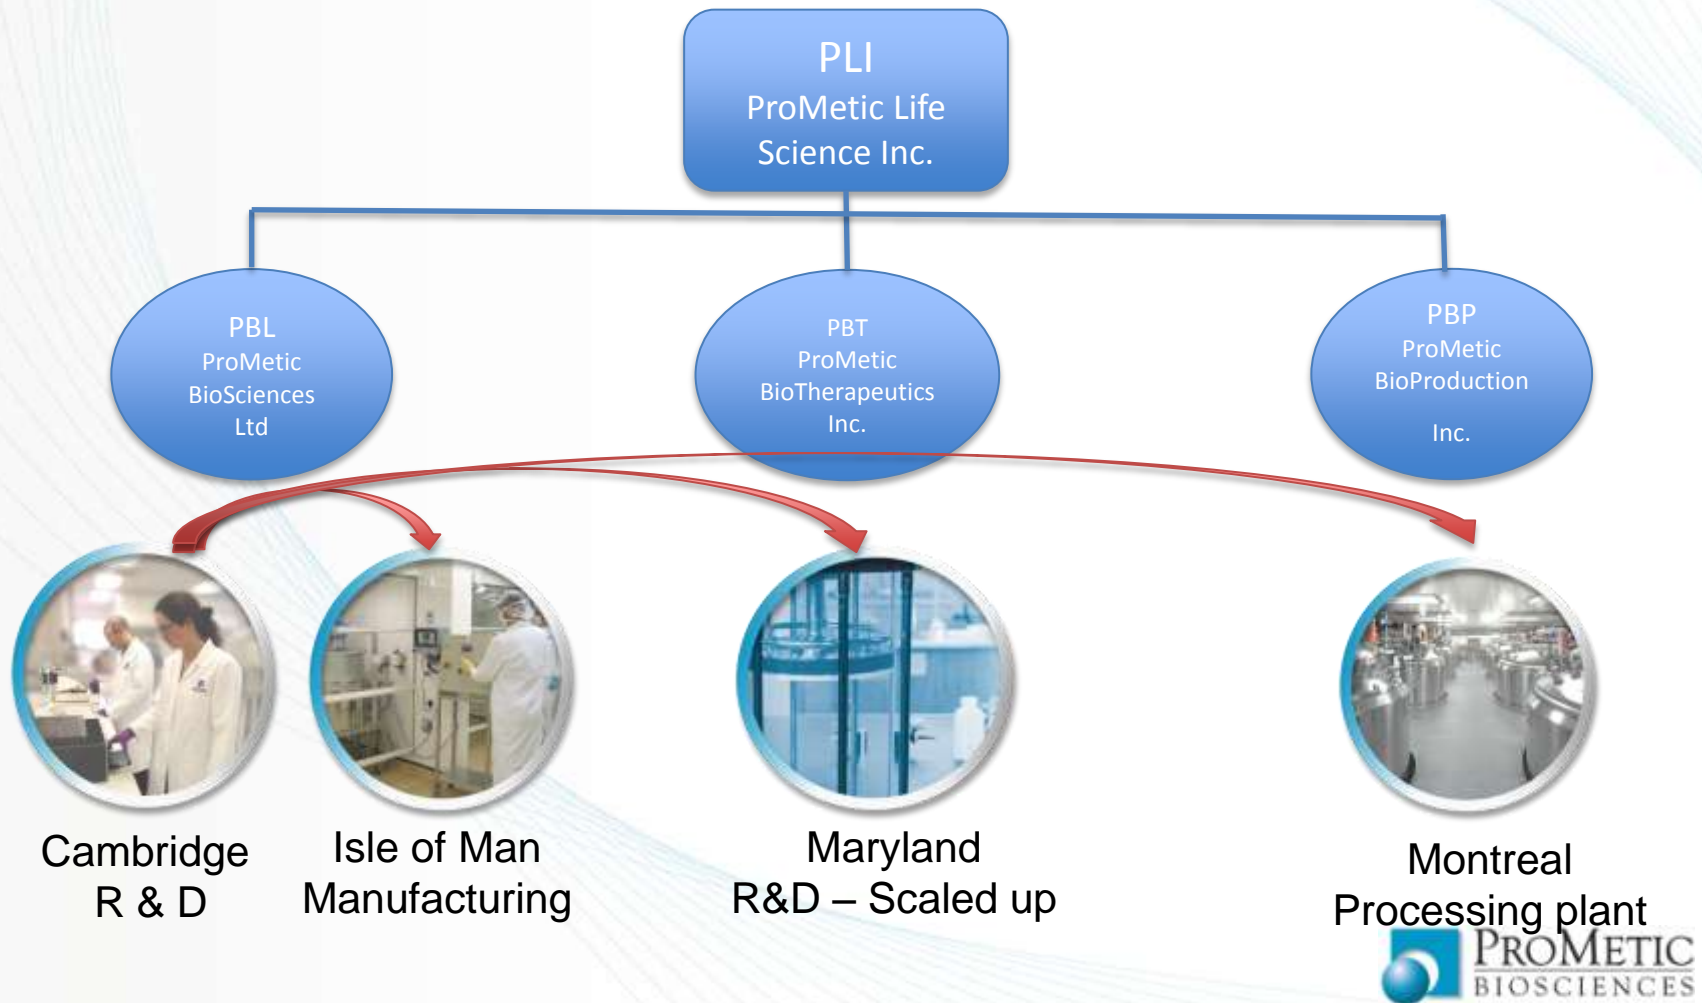 PLI
ProMetic Life
Science Inc.
PBL
ProMetic
BioSciences
Ltd
PBT
ProMetic
BioTherapeutics
Inc.
PBP
ProMetic
BioProduction
Inc.
Cambridge
R & D
Isle of Man
Manufacturing
Maryland
R&D – Scaled up
Montreal
Processing plant
PROMETIC
BIOSCIENCES